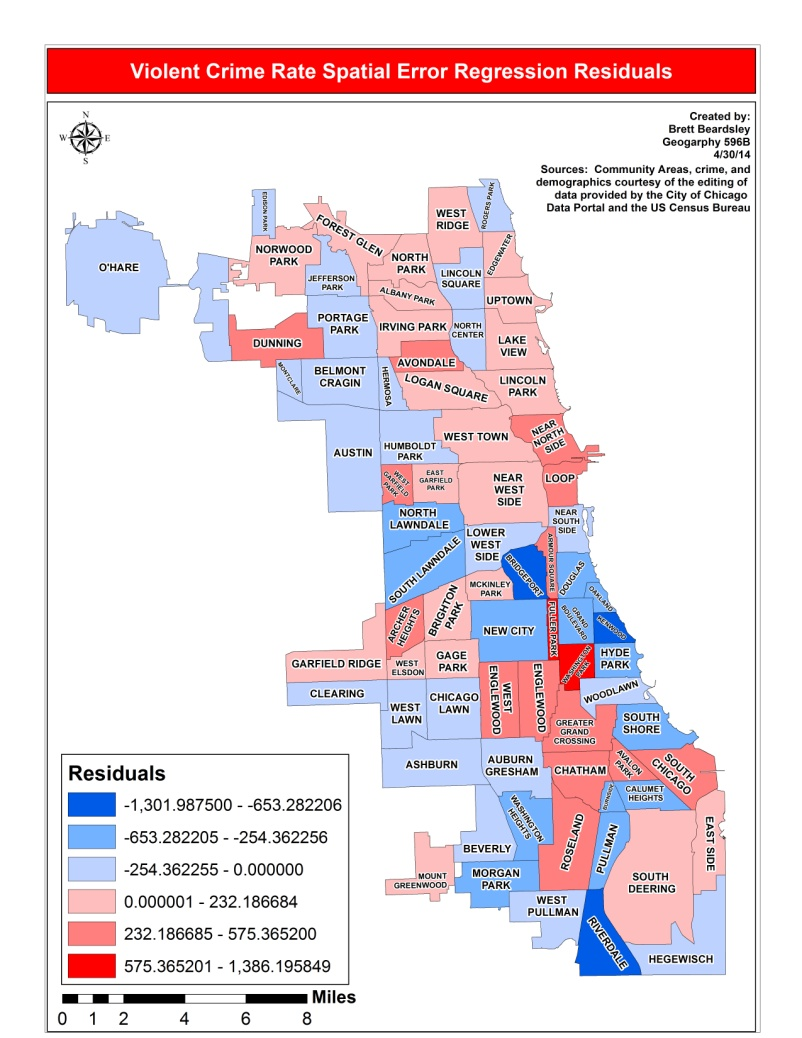 Violent Crime Rate Spatial Error Regression Residuals
N
W E
S
Created by:
Brett Beardsley
Geogarphy 596B
4/30/14
Sources: Community Areas, crime, and
demographics courtesy of the editing of
data provided by the City of Chicago
Data Portal and the US Census Bureau
EDISON PARK
ROGERS PARK
WEST
RIDGE
FOREST GLEN
NORWOOD
PARK
NORTH
PARK
EDGEWATER
O'HARE
JEFFERSON
PARK
LINCOLN
SQUARE
ALBANY PARK
UPTOWN
PORTAGE
PARK
IRVING PARK
NORTH
CENTER
DUNNING
LAKE
VIEW
AVONDALE
MONTCLARE
BELMONT
CRAGIN
HERMOSA
LOGAN SQUARE
LINCOLN
PARK
NEAR
NORTH
SIDE
WEST TOWN
AUSTIN
HUMBOLDT
PARK
WEST
GARFIELD
PARK
EAST
GARFIELD
PARK
NEAR
WEST
SIDE
LOOP
NORTH
LAWNDALE
NEAR
SOUTH
SIDE
LOWER
WEST
SIDE
ARMOUR SQUARE
SOUTH LAWNDALE
BRIDGEPORT
DOUGLAS
MCKINLEY
PARK
OAKLAND
ARCHER
HEIGHTS
BRIGHTON
PARK
FULLER PARK
GRAND
BOULEVARD
KENWOOD
NEW CITY
GARFIELD RIDGE
WEST
ELSDON
GAGE
PARK
WASHINGTON
PARK
HYDE
PARK
CLEARING
WEST
LAWN
CHICAGO
LAWN
WEST
ENGLEWOOD
ENGLEWOOD
WOODLAWN
GREATER
GRAND
CROSSING
SOUTH
SHORE
ASHBURN
AUBURN
GRESHAM
CHATHAM
AVALON
PARK
SOUTH
CHICAGO
BURNSIDE
CALUMET
HEIGHTS
WASHINGTON
HEIGHTS
ROSELAND
PULLMAN
EAST SIDE
BEVERLY
MOUNT
GREENWOOD
MORGAN
PARK
SOUTH
DEERING
WEST
PULLMAN
RIVERDALE
HEGEWISCH
Residuals
-1,301.987500 - -653.282206
-653.282205 - -254.362256
-254.362255 - 0.000000
0.000001 - 232.186684
232.186685 - 575.365200
575.365201 - 1,386.195849
Miles
0 1 2 4 6 8